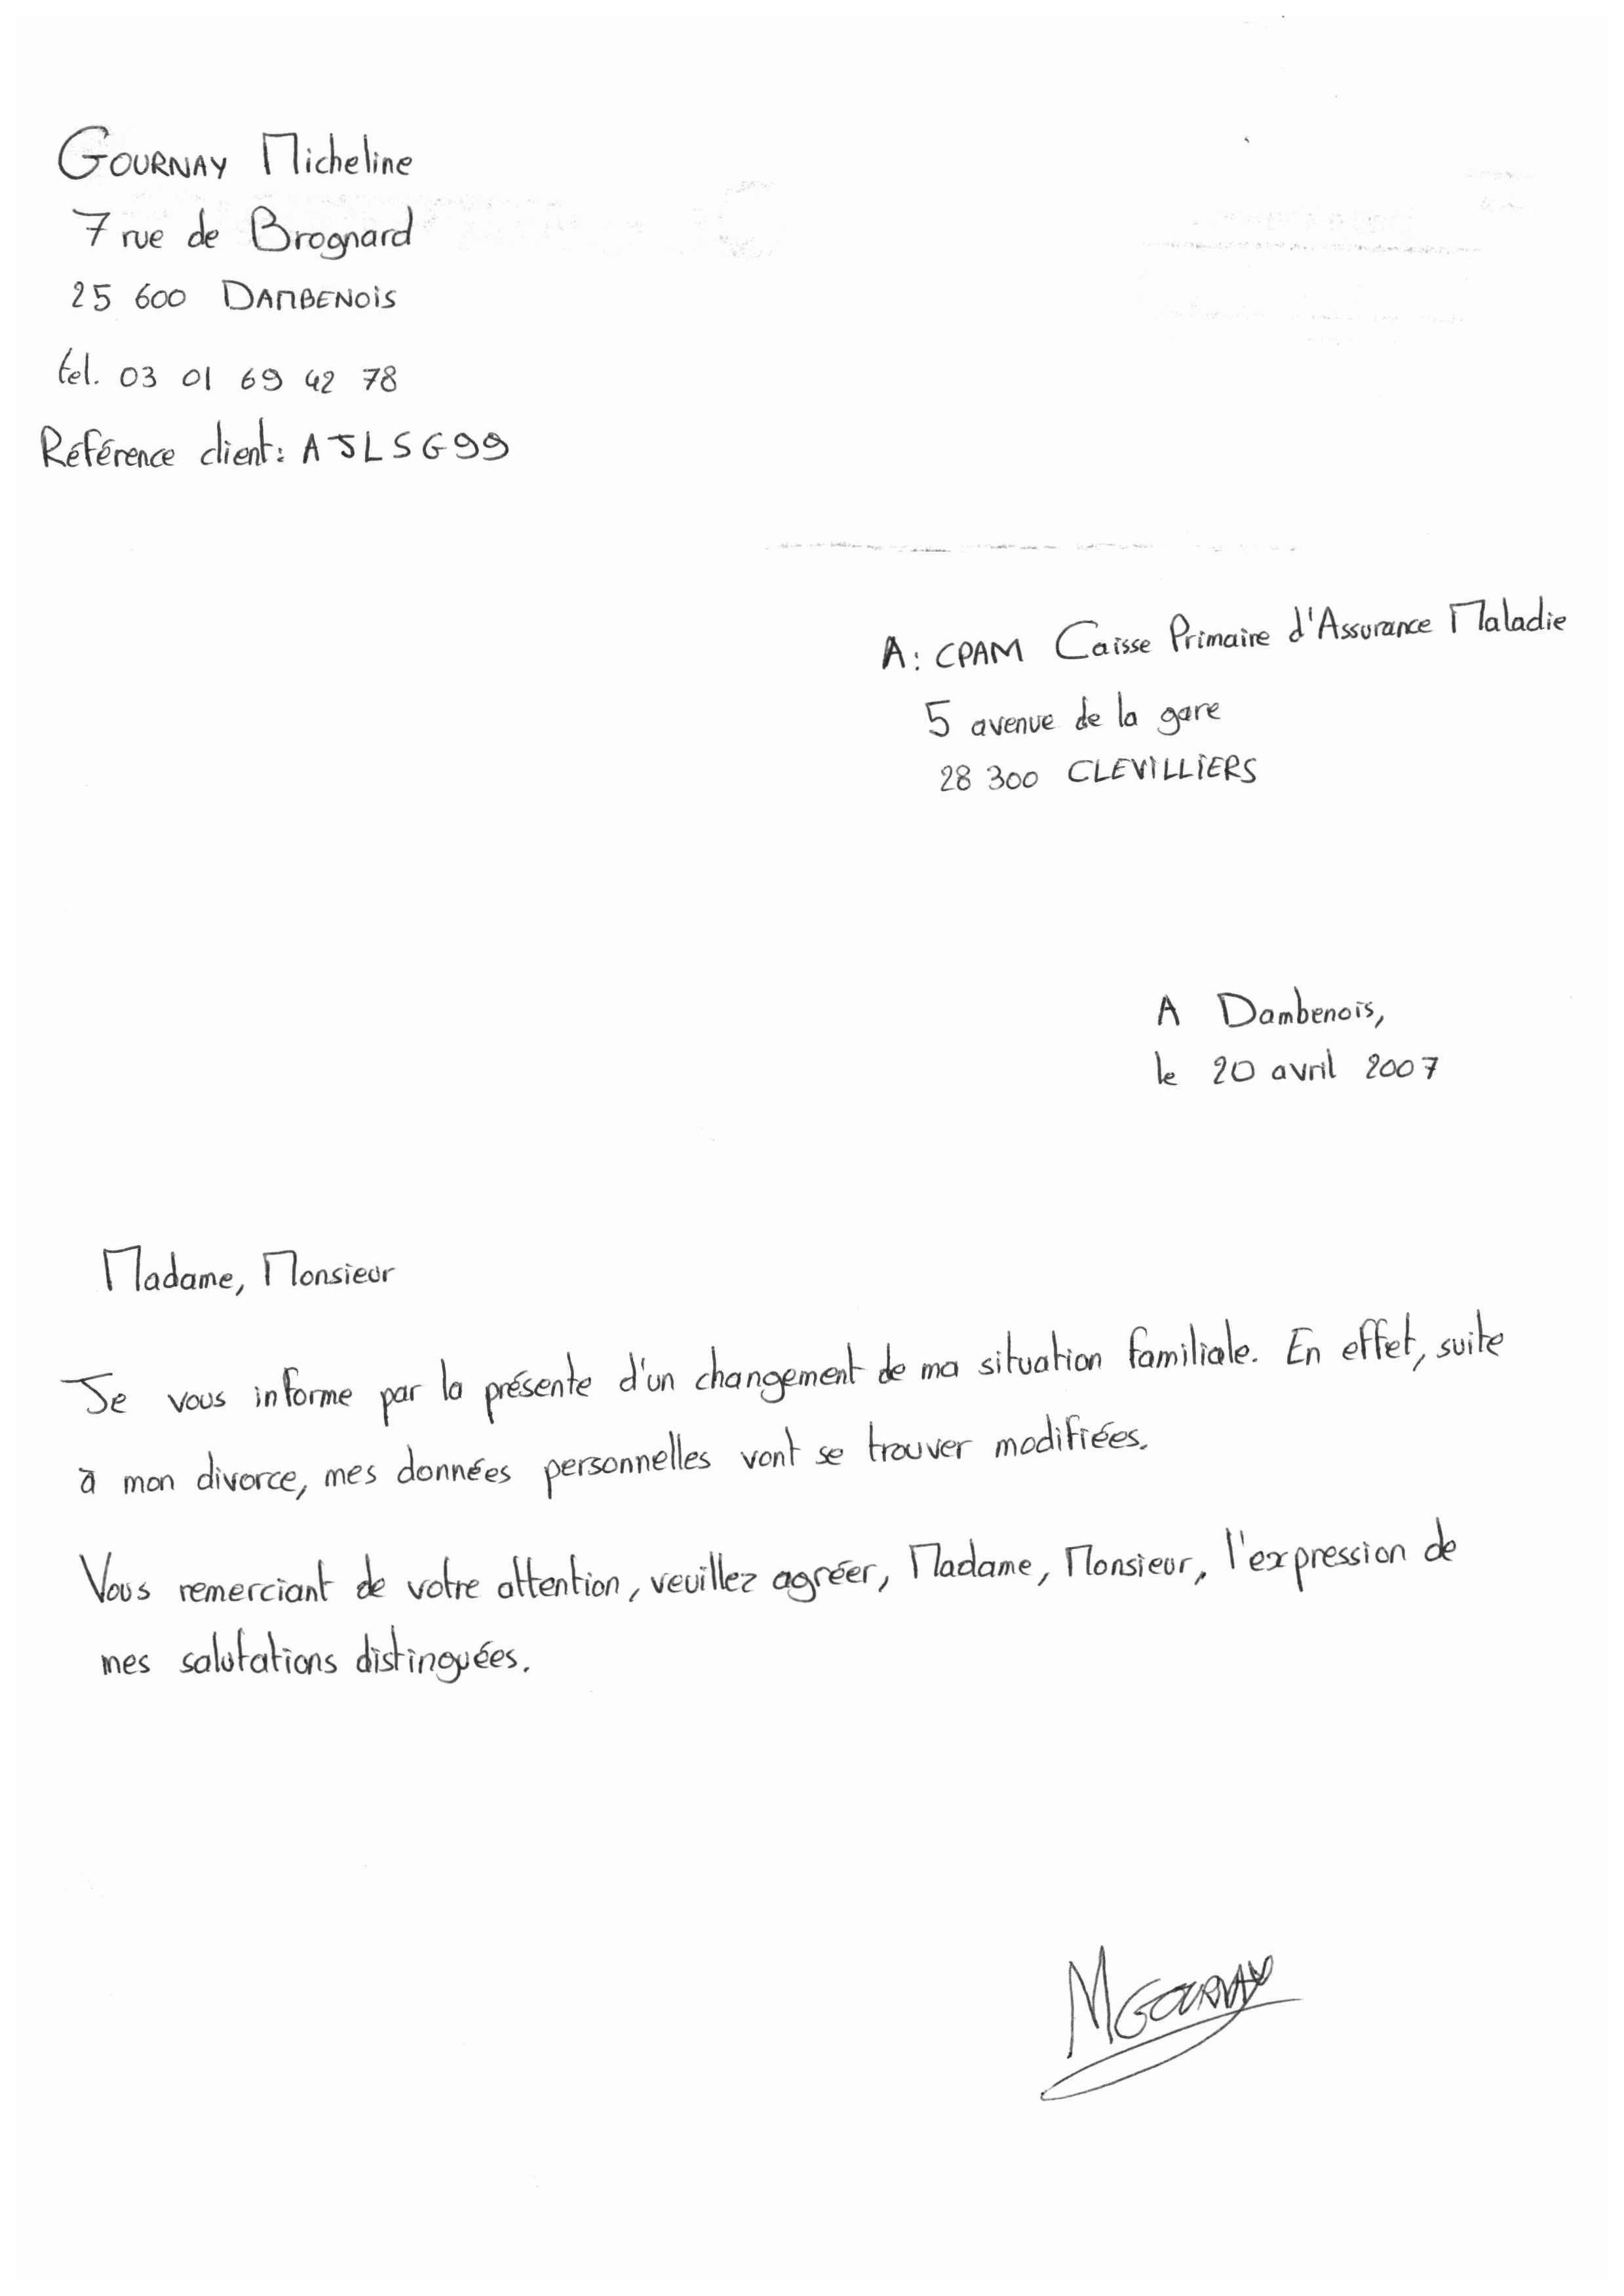 GOURNAY Micheline
7 rue de Brognard
25 600 DAMBENOIS
tel. 03 01 69 42 78
Référence client: AJLSG99
A: CPAM Caisse Primaire d'Assurance Maladie
5 avenue de la gare
28 300 CLEVILLIERS
A Dambenois,
le 20 avril 2007
Madame, Monsieur
Je vous informe par la présente d'un changement de ma situation familiale. En effet, suite
à mon divorce, mes données personnelles vont se trouver modifiées.
Vous remerciant de votre attention, veuillez agréer, Madame, Monsieur, l'expression de
mes salutations distinguées.
MGOURNAY